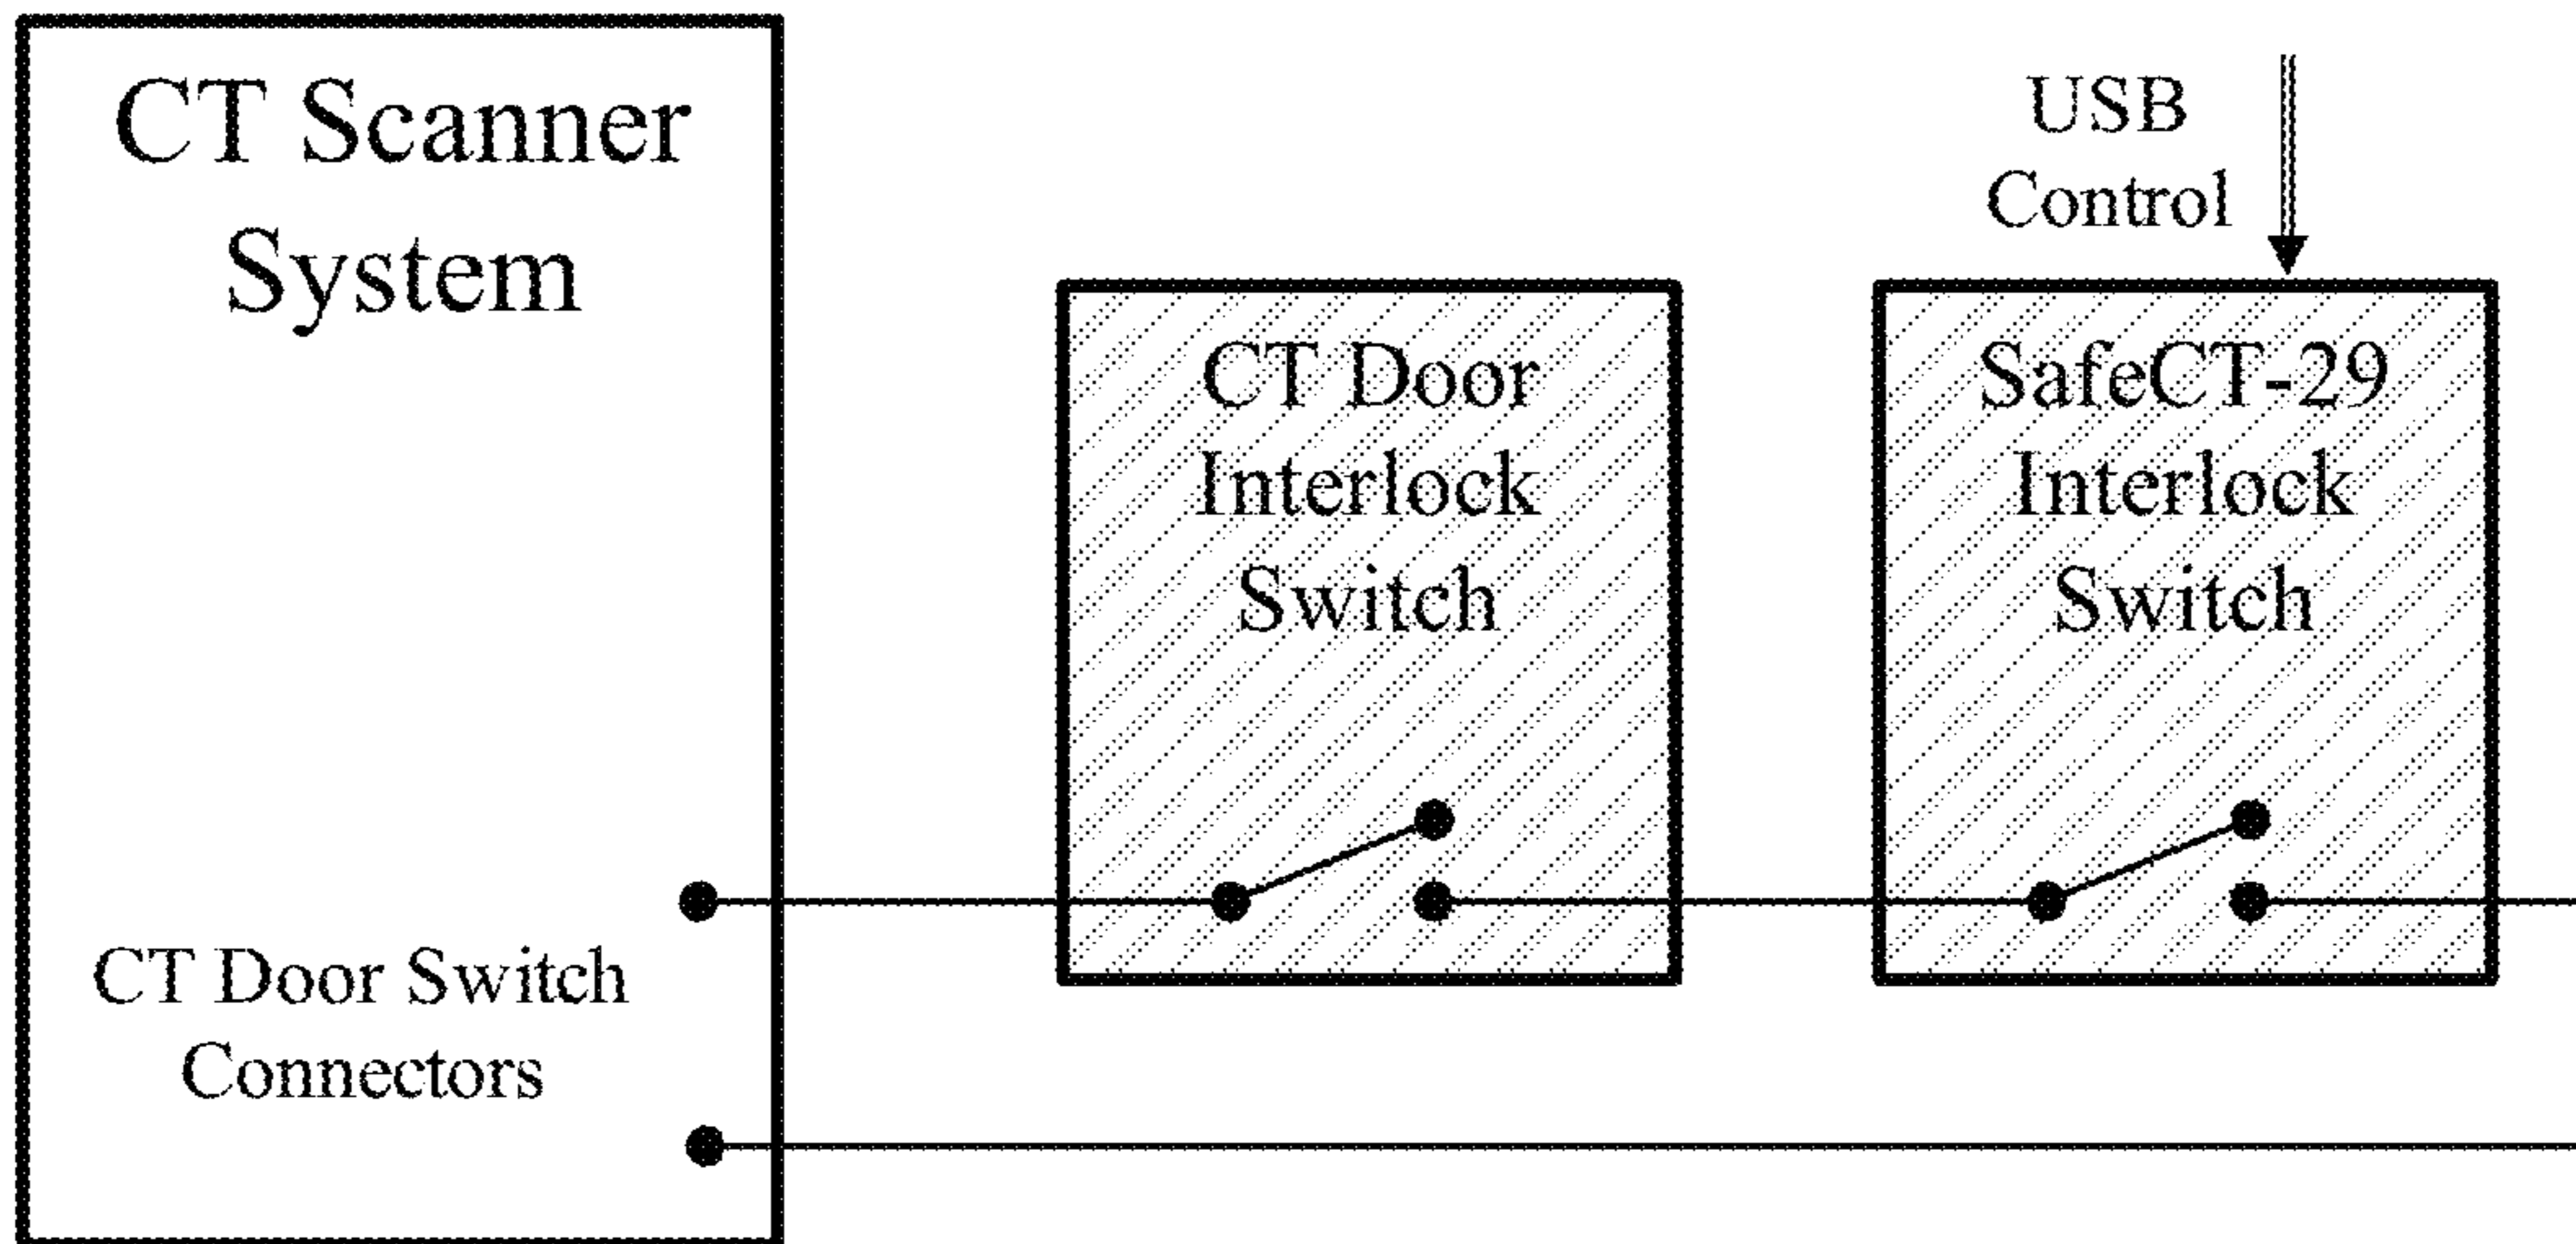 CT Scanner
System
USB
Control
CT Door
Interlock
Switch
SafeCT-29
Interlock
Switch
CT Door Switch
Connectors